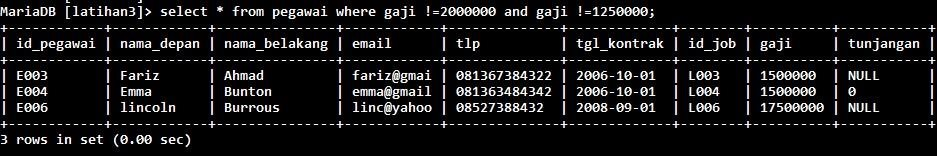 MariaDB [latihan3]> select * from pegawai where gaji !=2000000 and gaji !=1250000;
+------------+------------+---------------+------------+--------------+-------------+--------+----------+-----------+
| id_pegawai | nama_depan | nama_belakang | email      | tlp          | tgl_kontrak | id_job | gaji     | tunjangan |
+------------+------------+---------------+------------+--------------+-------------+--------+----------+-----------+
| E003       | Fariz      | Ahmad         | fariz@gmai | 081367384322 | 2006-10-01  | L003   | 1500000  | NULL      |
| E004       | Emma       | Bunton        | emma@gmail | 081363484342 | 2006-10-01  | L004   | 1500000  | 0         |
| E006       | lincoln    | Burrous       | linc@yahoo | 08527388432  | 2008-09-01  | L006   | 17500000 | NULL      |
+------------+------------+---------------+------------+--------------+-------------+--------+----------+-----------+
3 rows in set (0.00 sec)